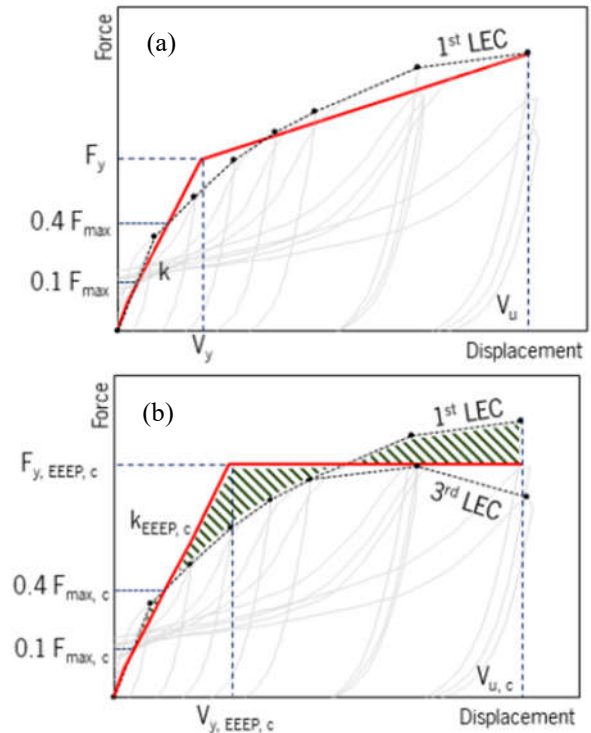 (a)
Force
1st LEC
Fy
0.4 Fmax
0.1 Fmax
k
Vy
Vu
Displacement
(b)
Force
1st LEC
3rd LEC
Fy, EEEP, c
kEEEP, c
0.4 Fmax, c
0.1 Fmax, c
Vy, EEEP, c
Vu, c
Displacement